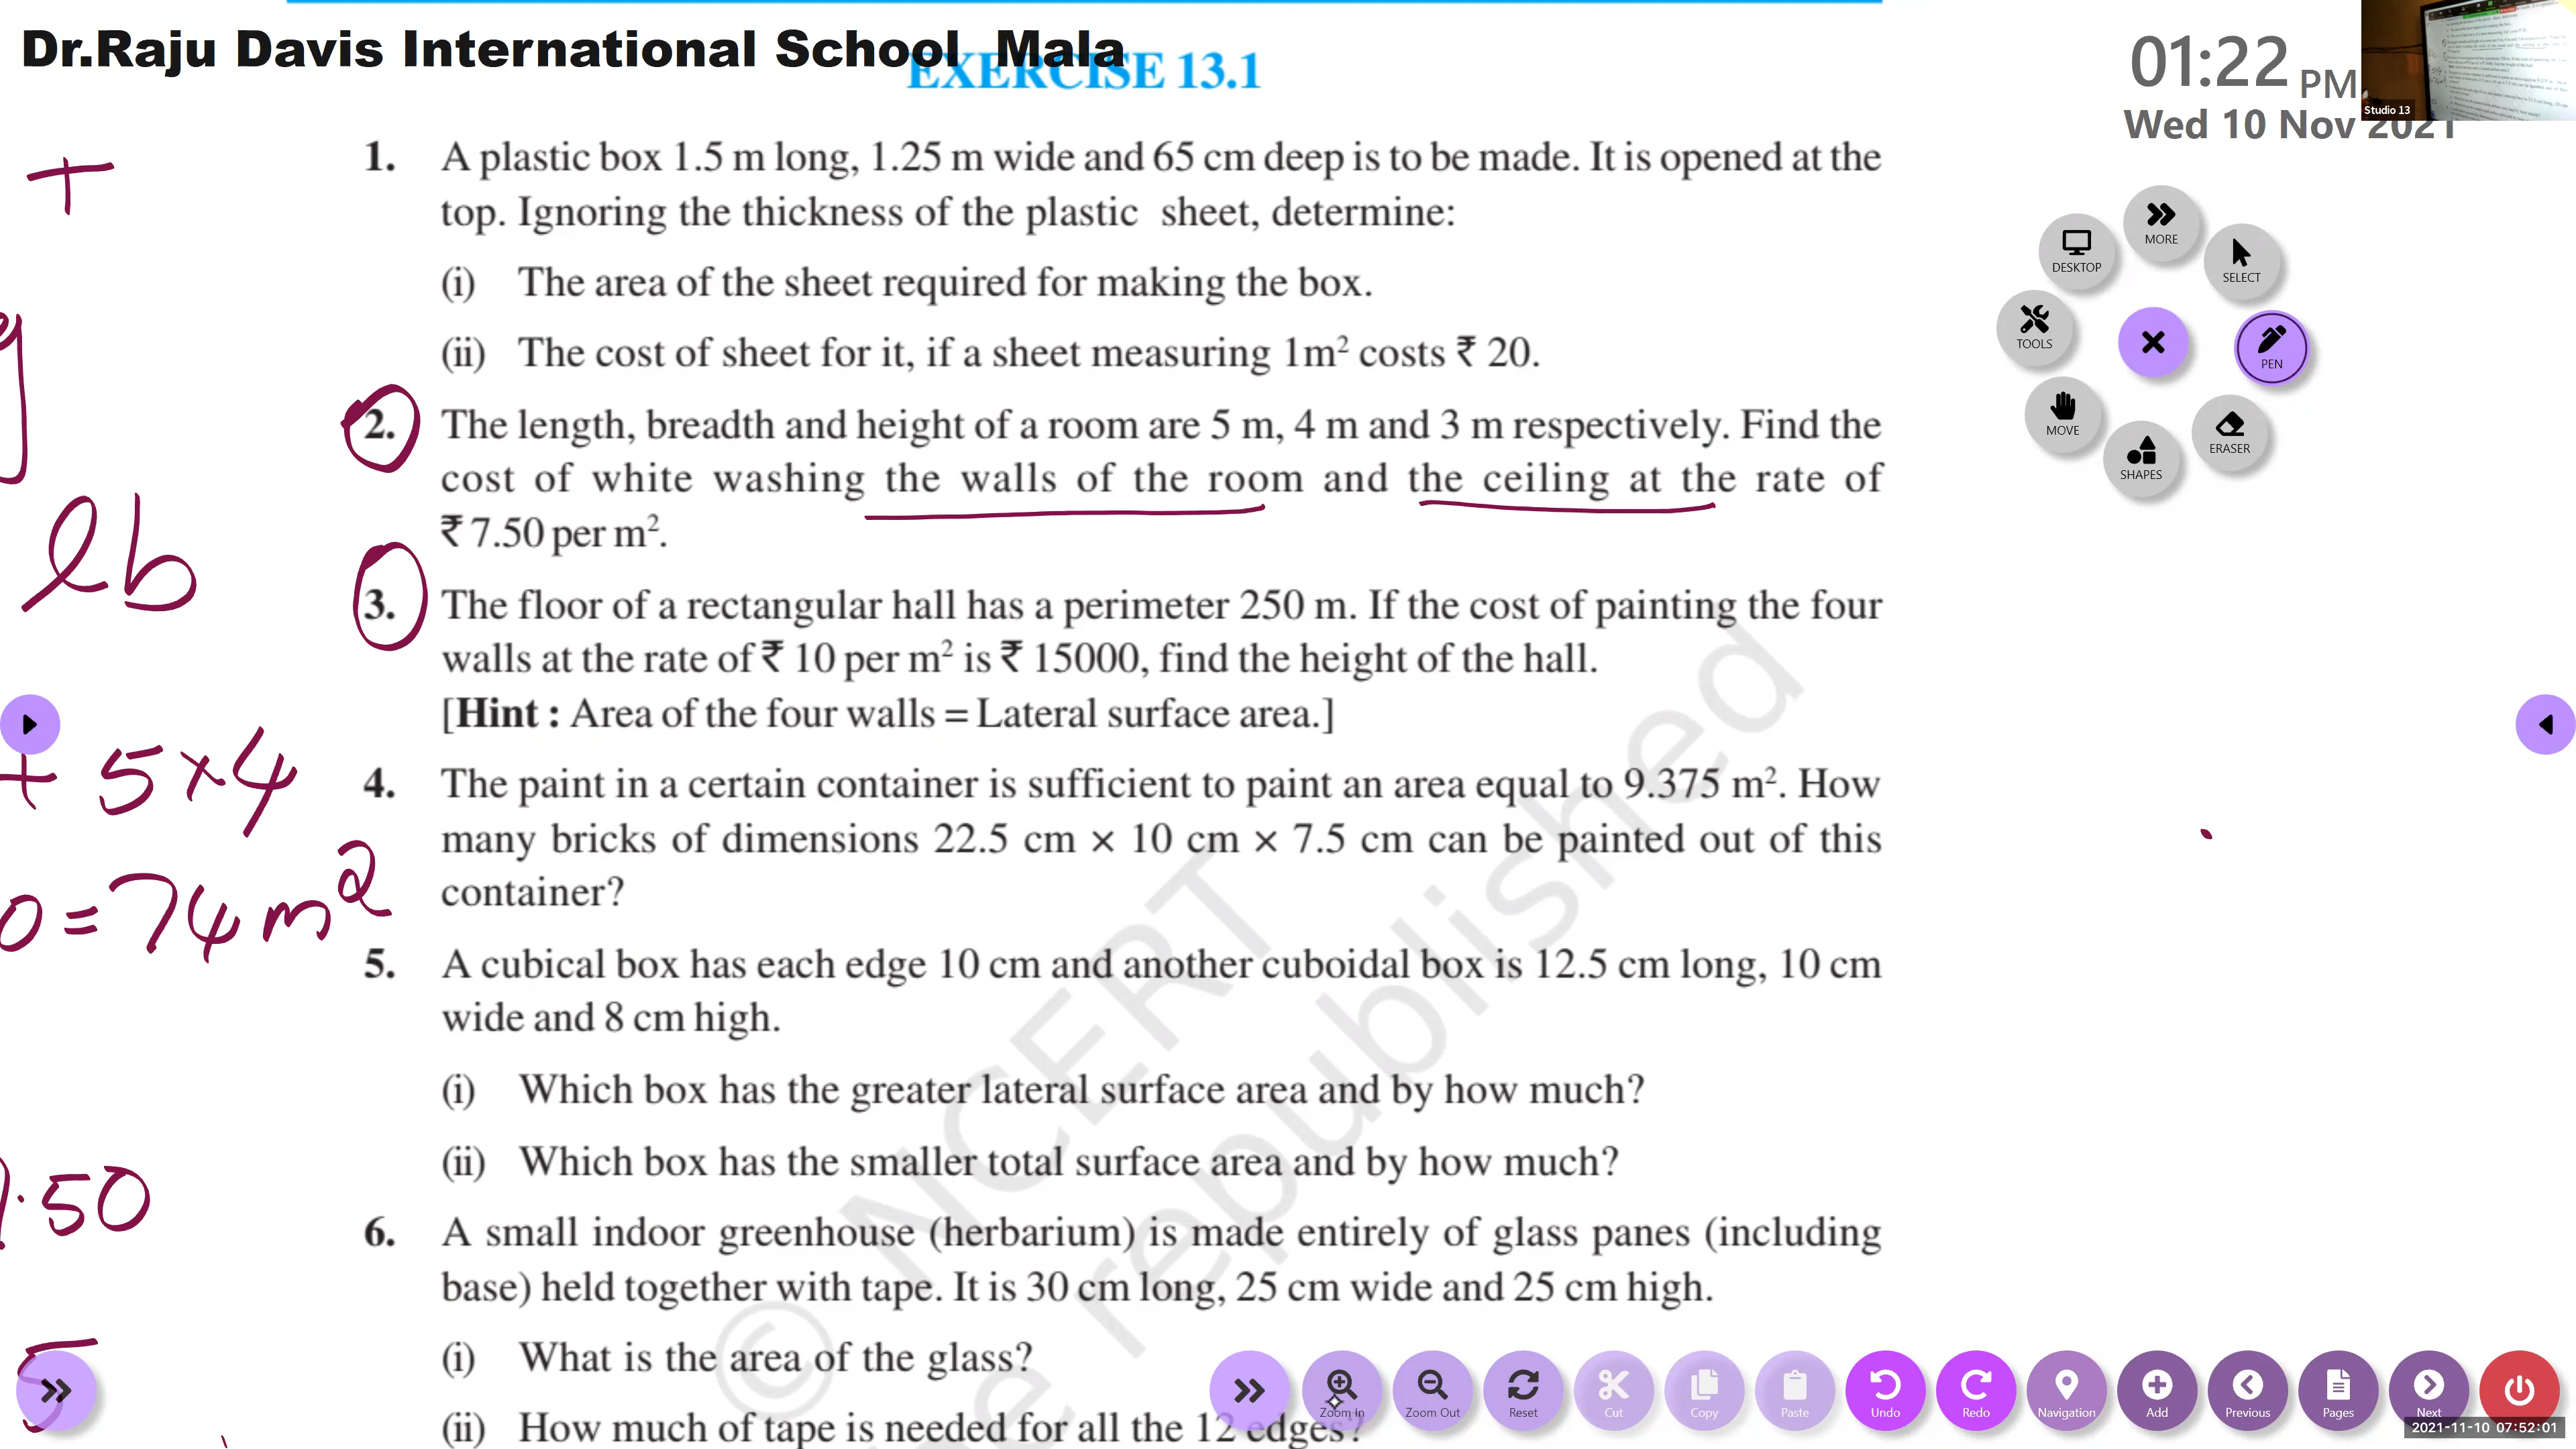 Dr.Raju Davis International School Mala
EXERCISE 13.1
01:22 PM
Wed 10 Nov 2021
Studio 13
1. A plastic box 1.5 m long, 1.25 m wide and 65 cm deep is to be made. It is opened at the
top. Ignoring the thickness of the plastic sheet, determine:
(i) The area of the sheet required for making the box.
(ii) The cost of sheet for it, if a sheet measuring 1m² costs ₹ 20.
2. The length, breadth and height of a room are 5 m, 4 m and 3 m respectively. Find the
cost of white washing the walls of the room and the ceiling at the rate of
₹ 7.50 per m².
3. The floor of a rectangular hall has a perimeter 250 m. If the cost of painting the four
walls at the rate of ₹ 10 per m² is ₹ 15000, find the height of the hall.
[Hint : Area of the four walls = Lateral surface area.]
4. The paint in a certain container is sufficient to paint an area equal to 9.375 m². How
many bricks of dimensions 22.5 cm × 10 cm × 7.5 cm can be painted out of this
container?
5. A cubical box has each edge 10 cm and another cuboidal box is 12.5 cm long, 10 cm
wide and 8 cm high.
(i) Which box has the greater lateral surface area and by how much?
(ii) Which box has the smaller total surface area and by how much?
6. A small indoor greenhouse (herbarium) is made entirely of glass panes (including
base) held together with tape. It is 30 cm long, 25 cm wide and 25 cm high.
(i) What is the area of the glass?
(ii) How much of tape is needed for all the 12 edges?
lb
+ 5×4
0 = 74 m²
.50
5
© NCERT
republished
MORE
DESKTOP
SELECT
TOOLS
PEN
MOVE
ERASER
SHAPES
Zoom In
Zoom Out
Reset
Cut
Copy
Paste
Undo
Redo
Navigation
Add
Previous
Pages
Next
2021-11-10 07:52:01